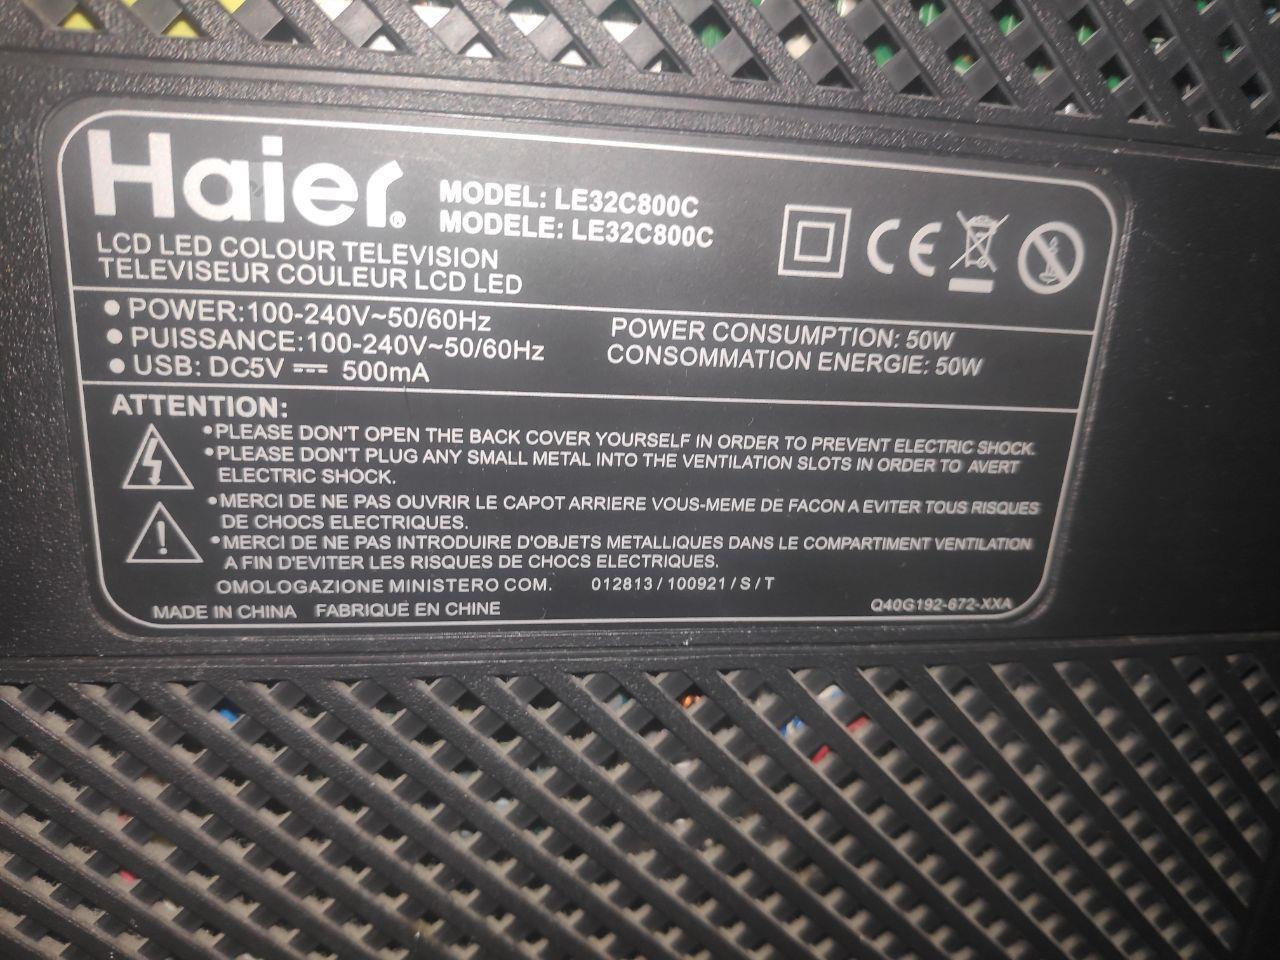 Haier®
MODEL: LE32C800C
MODELE: LE32C800C
LCD LED COLOUR TELEVISION
TELEVISEUR COULEUR LCD LED
CE
● POWER:100-240V~50/60Hz
● PUISSANCE:100-240V~50/60Hz
● USB: DC5V ⎓ 500mA
POWER CONSUMPTION: 50W
CONSOMMATION ENERGIE: 50W
ATTENTION:
●PLEASE DON'T OPEN THE BACK COVER YOURSELF IN ORDER TO PREVENT ELECTRIC SHOCK.
●PLEASE DON'T PLUG ANY SMALL METAL INTO THE VENTILATION SLOTS IN ORDER TO AVERT
ELECTRIC SHOCK.
●MERCI DE NE PAS OUVRIR LE CAPOT ARRIERE VOUS-MEME DE FACON A EVITER TOUS RISQUES
DE CHOCS ELECTRIQUES.
●MERCI DE NE PAS INTRODUIRE D'OBJETS METALLIQUES DANS LE COMPARTIMENT VENTILATION
A FIN D'EVITER LES RISQUES DE CHOCS ELECTRIQUES.
OMOLOGAZIONE MINISTERO COM. 012813 / 100921 / S / T
MADE IN CHINA FABRIQUE EN CHINE
Q40G192-672-XXA